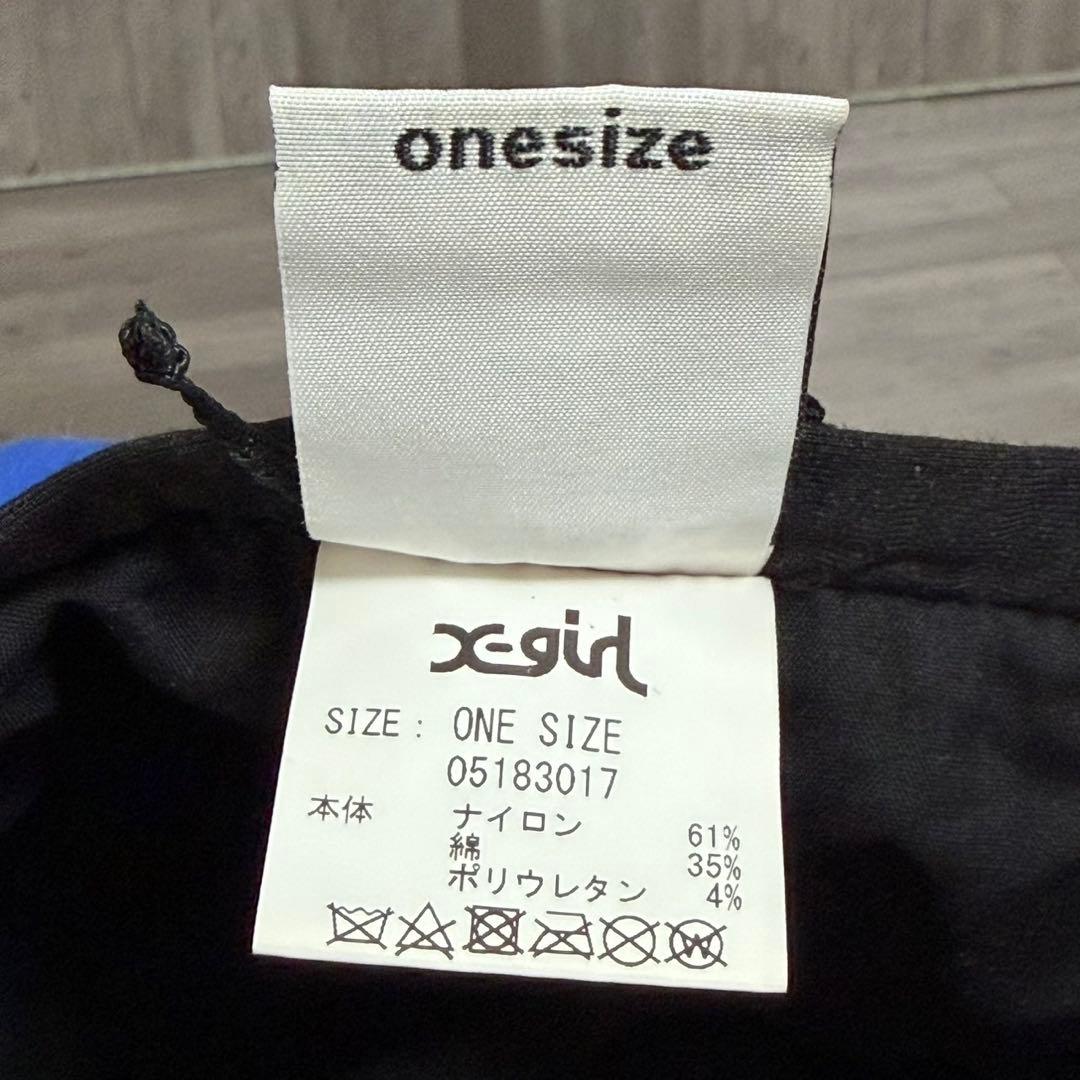 onesize
X-girl
SIZE: ONE SIZE
05183017
本体 ナイロン 61%
綿 35%
ポリウレタン 4%
W